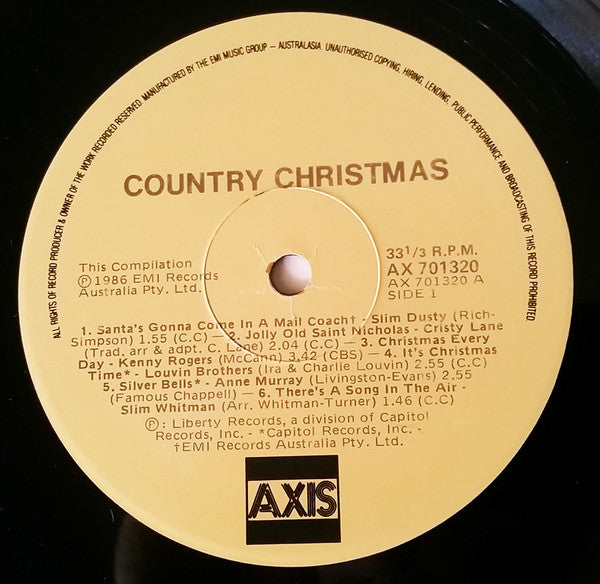 ALL RIGHTS OF RECORD PRODUCER & OWNER OF THE WORK RECORDED RESERVED. MANUFACTURED BY THE EMI MUSIC GROUP – AUSTRALASIA. UNAUTHORISED COPYING, HIRING, LENDING, PUBLIC PERFORMANCE AND BROADCASTING OF THIS RECORD PROHIBITED.
COUNTRY CHRISTMAS
This Compilation
Ⓟ1986 EMI Records
Australia Pty. Ltd.
33 1/3 R.P.M.
AX 701320
AX 701320 A
SIDE 1
1. Santa's Gonna Come In A Mail Coach† - Slim Dusty (Rich-
Simpson) 1.55 (C.C) — 2. Jolly Old Saint Nicholas - Cristy Lane
(Trad. arr & adpt. C. Lane) 2.04 (C.C) — 3. Christmas Every
Day - Kenny Rogers (McCann) 3.42 (CBS) — 4. It's Christmas
Time* - Louvin Brothers (Ira & Charlie Louvin) 2.55 (C.C)
5. Silver Bells* - Anne Murray (Livingston-Evans) 2.55
(Famous Chappell) — 6. There's A Song In The Air -
Slim Whitman (Arr. Whitman-Turner) 1.46 (C.C)
Ⓟ: Liberty Records, a division of Capitol
Records, Inc. - *Capitol Records, Inc. -
†EMI Records Australia Pty. Ltd.
AXIS